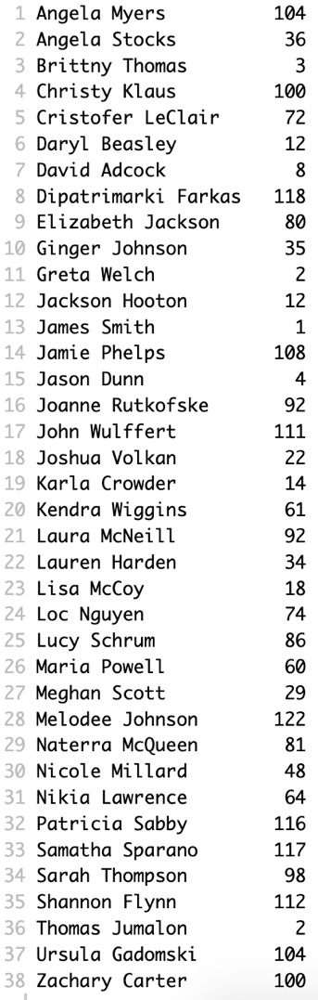 1 Angela Myers 104
2 Angela Stocks 36
3 Brittny Thomas 3
4 Christy Klaus 100
5 Cristofer LeClair 72
6 Daryl Beasley 12
7 David Adcock 8
8 Dipatrimarki Farkas 118
9 Elizabeth Jackson 80
10 Ginger Johnson 35
11 Greta Welch 2
12 Jackson Hooton 12
13 James Smith 1
14 Jamie Phelps 108
15 Jason Dunn 4
16 Joanne Rutkofske 92
17 John Wulffert 111
18 Joshua Volkan 22
19 Karla Crowder 14
20 Kendra Wiggins 61
21 Laura McNeill 92
22 Lauren Harden 34
23 Lisa McCoy 18
24 Loc Nguyen 74
25 Lucy Schrum 86
26 Maria Powell 60
27 Meghan Scott 29
28 Melodee Johnson 122
29 Naterra McQueen 81
30 Nicole Millard 48
31 Nikia Lawrence 64
32 Patricia Sabby 116
33 Samatha Sparano 117
34 Sarah Thompson 98
35 Shannon Flynn 112
36 Thomas Jumalon 2
37 Ursula Gadomski 104
38 Zachary Carter 100